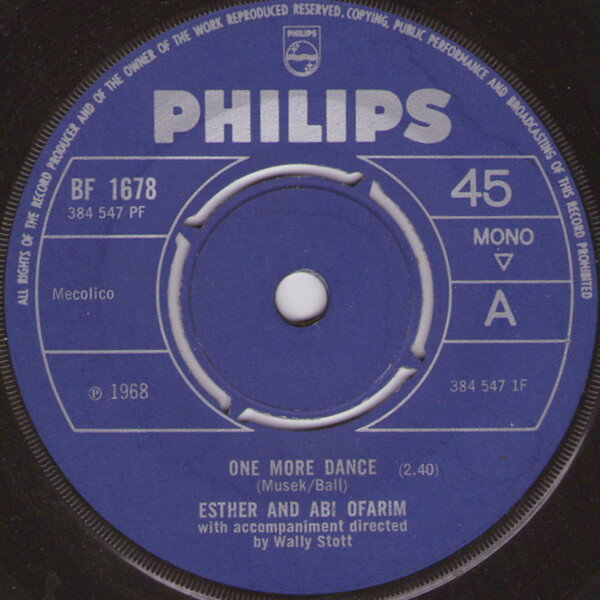 ALL RIGHTS OF THE RECORD PRODUCER AND OF THE OWNER OF THE WORK REPRODUCED RESERVED. COPYING, PUBLIC PERFORMANCE AND BROADCASTING OF THIS RECORD PROHIBITED
PHILIPS
PHILIPS
BF 1678
384 547 PF
45
MONO
Mecolico
A
℗ 1968
384 547 1F
ONE MORE DANCE (2.40)
(Musek/Ball)
ESTHER AND ABI OFARIM
with accompaniment directed
by Wally Stott